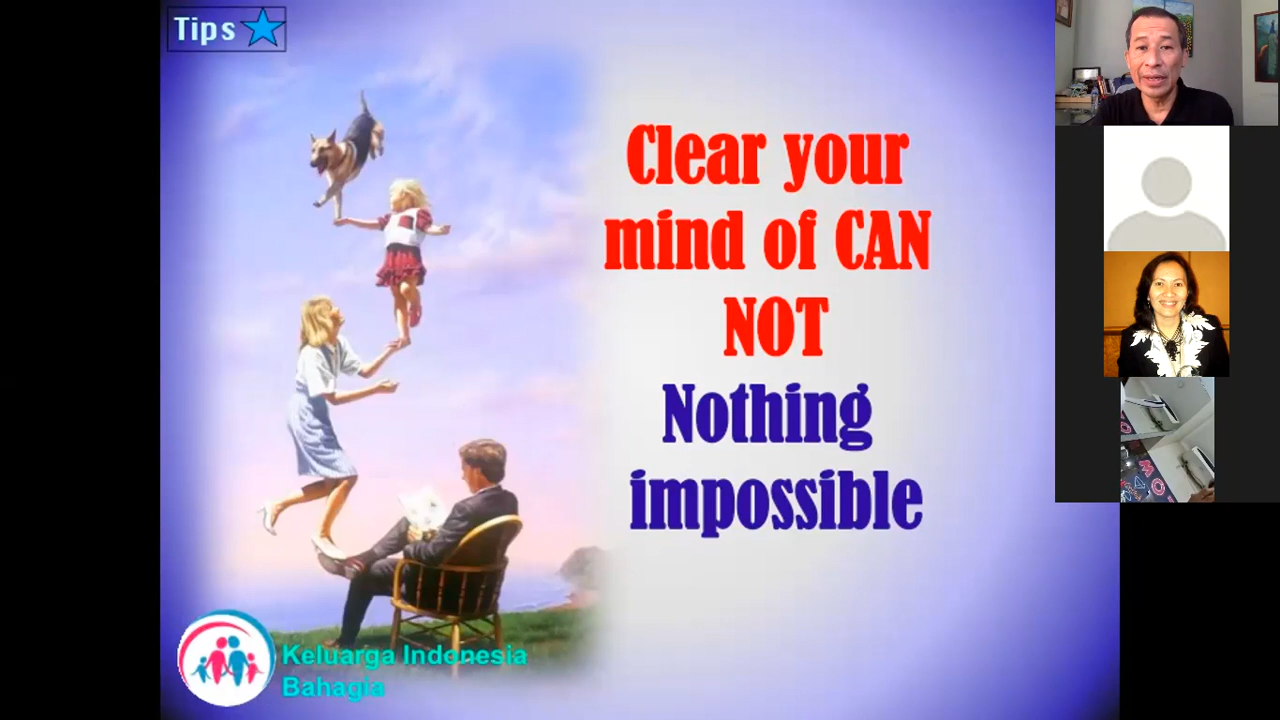 Tips
Clear your
mind of CAN
NOT
Nothing
impossible
Keluarga Indonesia
Bahagia